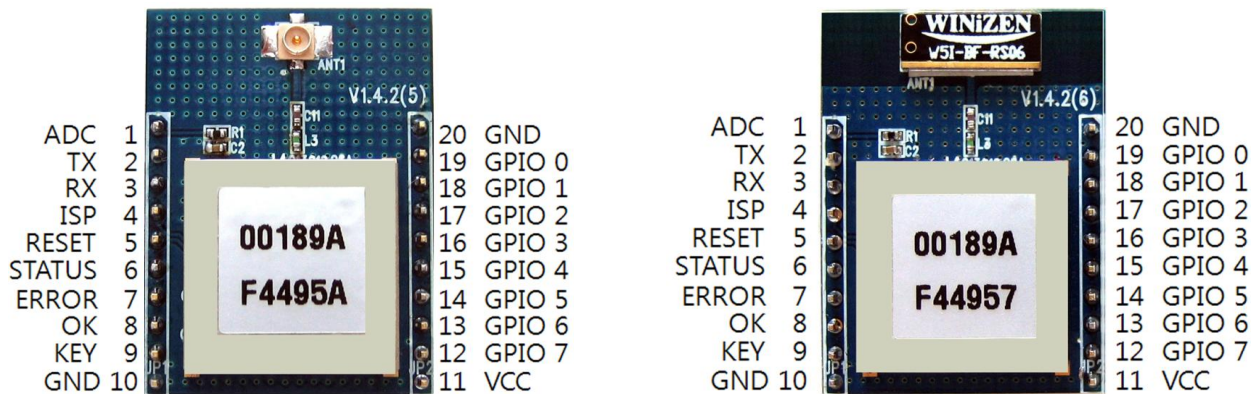 ANT1
V1.4.2(5)
C11
R1
C2
L3
ADC 1
TX 2
RX 3
ISP 4
RESET 5
STATUS 6
ERROR 7
OK 8
KEY 9
GND 10
JP1
00189A
F4495A
20 GND
19 GPIO 0
18 GPIO 1
17 GPIO 2
16 GPIO 3
15 GPIO 4
14 GPIO 5
13 GPIO 6
12 GPIO 7
11 VCC
JP2
WINiZEN
W5I-BF-RS06
ANT1
V1.4.2(6)
C11
R1
C2
L3
ADC 1
TX 2
RX 3
ISP 4
RESET 5
STATUS 6
ERROR 7
OK 8
KEY 9
GND 10
JP1
00189A
F44957
20 GND
19 GPIO 0
18 GPIO 1
17 GPIO 2
16 GPIO 3
15 GPIO 4
14 GPIO 5
13 GPIO 6
12 GPIO 7
11 VCC
JP2